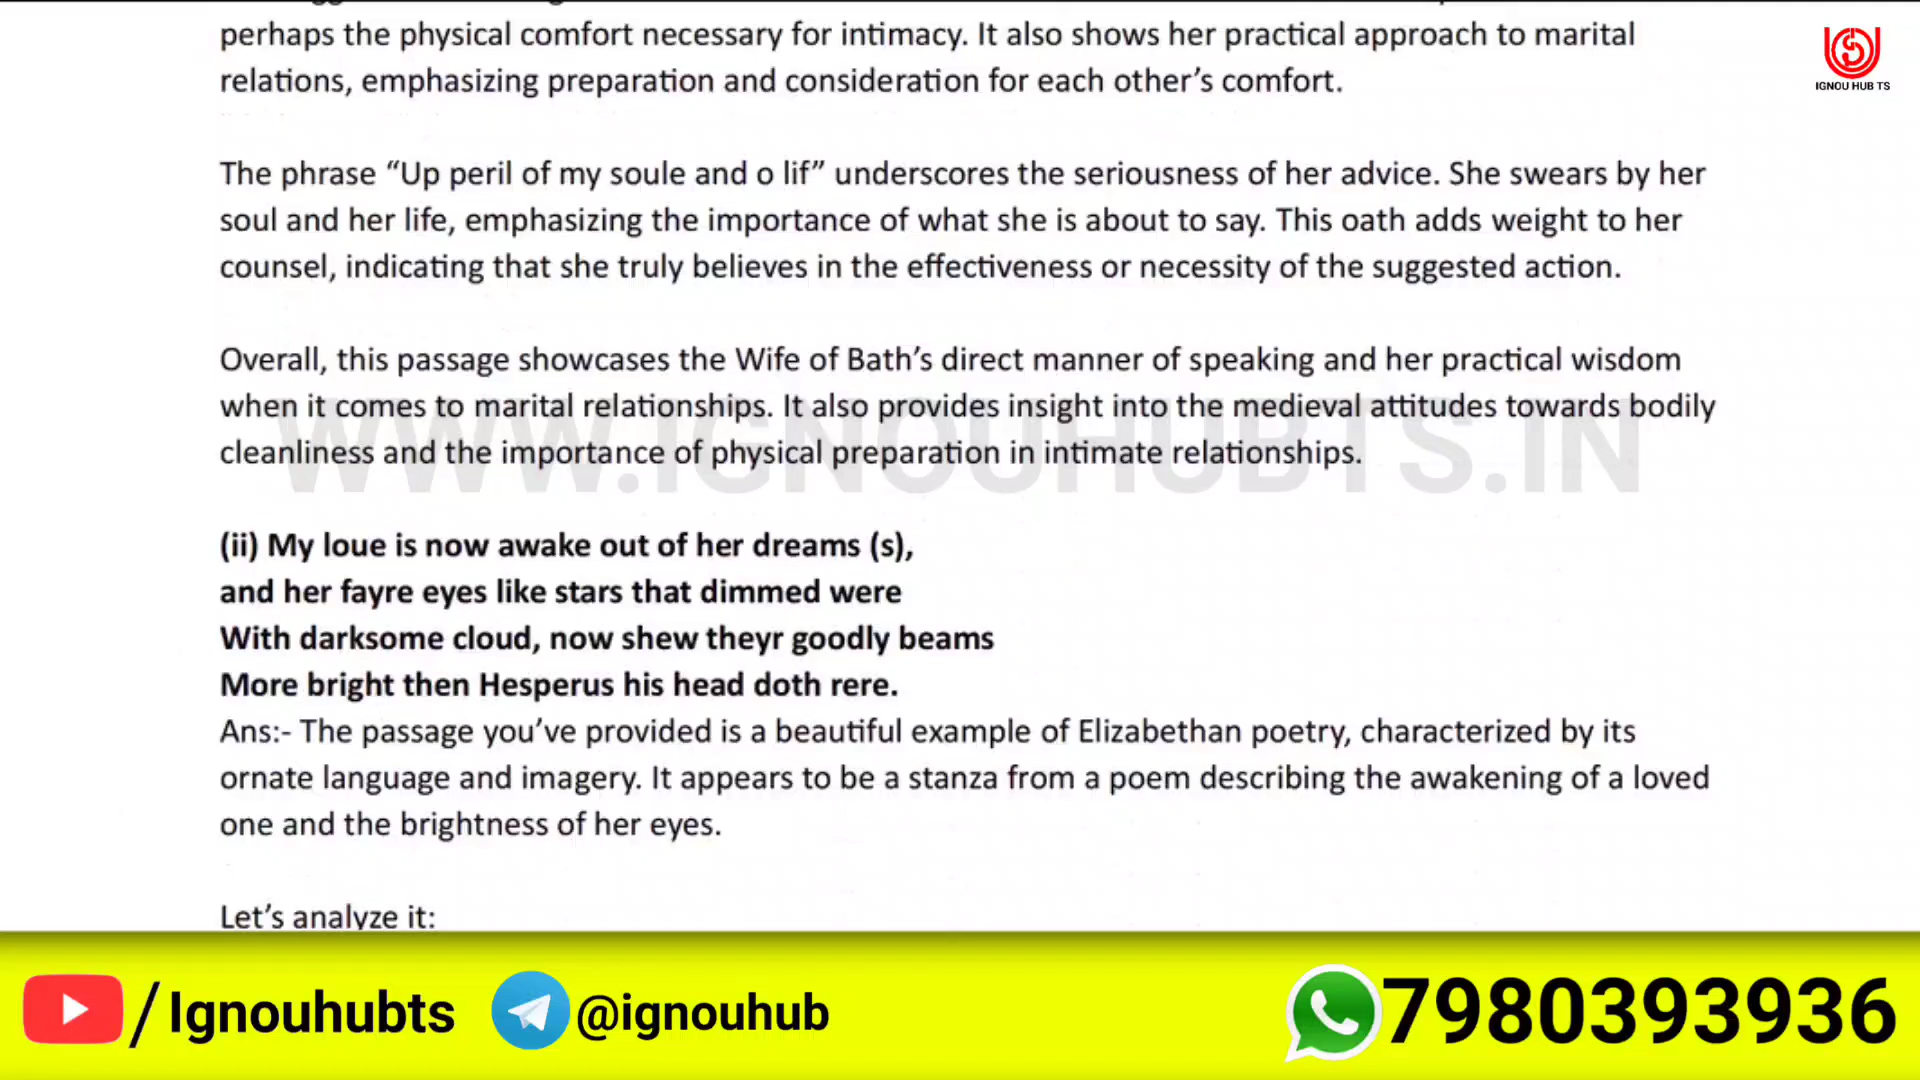 perhaps the physical comfort necessary for intimacy. It also shows her practical approach to marital
relations, emphasizing preparation and consideration for each other's comfort.
IGNOU HUB TS
The phrase “Up peril of my soule and o lif” underscores the seriousness of her advice. She swears by her
soul and her life, emphasizing the importance of what she is about to say. This oath adds weight to her
counsel, indicating that she truly believes in the effectiveness or necessity of the suggested action.
Overall, this passage showcases the Wife of Bath’s direct manner of speaking and her practical wisdom
when it comes to marital relationships. It also provides insight into the medieval attitudes towards bodily
cleanliness and the importance of physical preparation in intimate relationships.
WWW.IGNOUHUBTS.IN
(ii) My loue is now awake out of her dreams (s),
and her fayre eyes like stars that dimmed were
With darksome cloud, now shew theyr goodly beams
More bright then Hesperus his head doth rere.
Ans:- The passage you’ve provided is a beautiful example of Elizabethan poetry, characterized by its
ornate language and imagery. It appears to be a stanza from a poem describing the awakening of a loved
one and the brightness of her eyes.
Let’s analyze it:
/Ignouhubts @ignouhub 7980393936